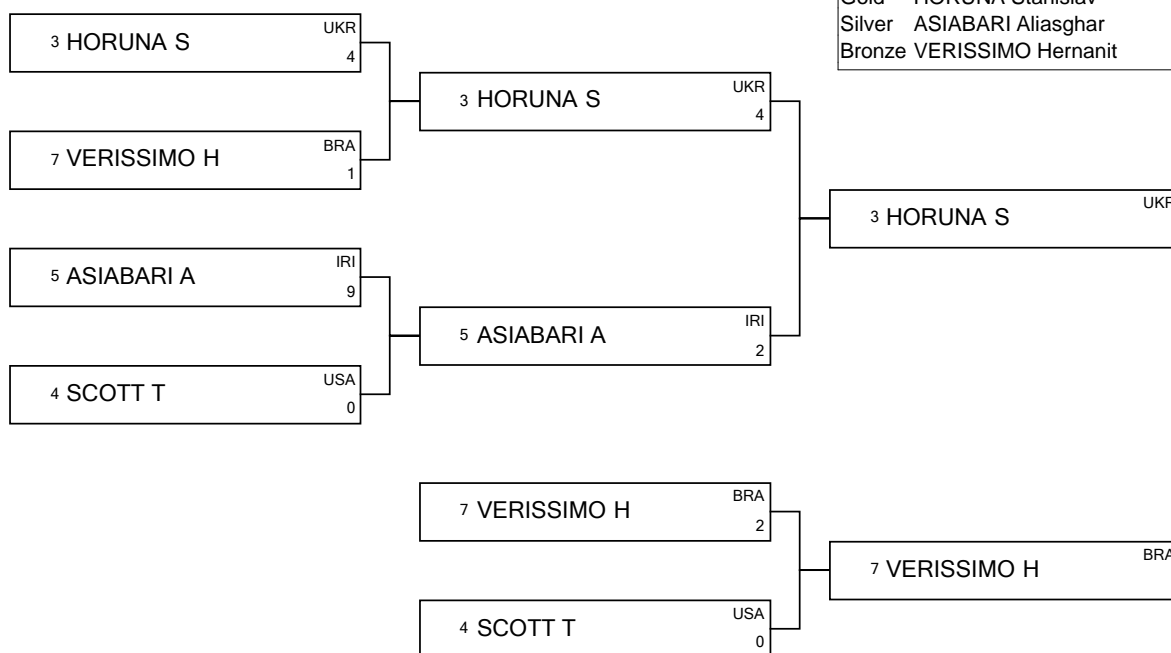 Gold HORUNA Stanislav
Silver ASIABARI Aliasghar
Bronze VERISSIMO Hernanit
3 HORUNA S UKR 4
7 VERISSIMO H BRA 1
5 ASIABARI A IRI 9
4 SCOTT T USA 0
3 HORUNA S UKR 4
5 ASIABARI A IRI 2
3 HORUNA S UKR
7 VERISSIMO H BRA 2
4 SCOTT T USA 0
7 VERISSIMO H BRA